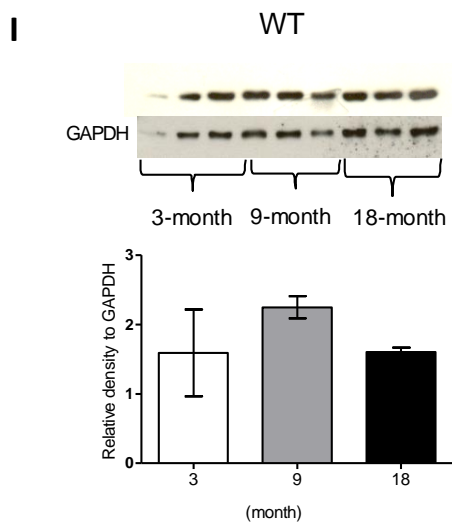 I
WT
GAPDH
3-month 9-month 18-month
Relative density to GAPDH
3
2
1
0
3 9 18
(month)